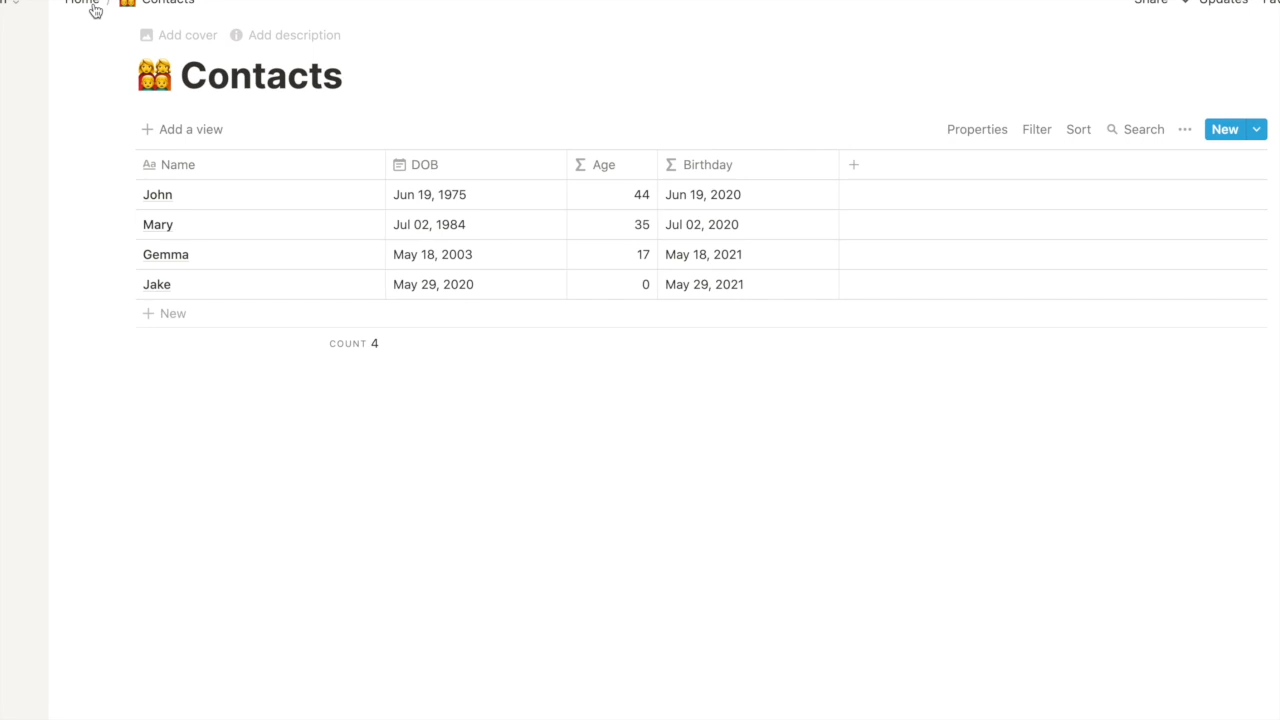 Home / Contacts Share Updates
Add cover Add description
Contacts
Add a view Properties Filter Sort Search ••• New
Aa Name DOB Σ Age Σ Birthday +
John Jun 19, 1975 44 Jun 19, 2020
Mary Jul 02, 1984 35 Jul 02, 2020
Gemma May 18, 2003 17 May 18, 2021
Jake May 29, 2020 0 May 29, 2021
+ New
COUNT 4